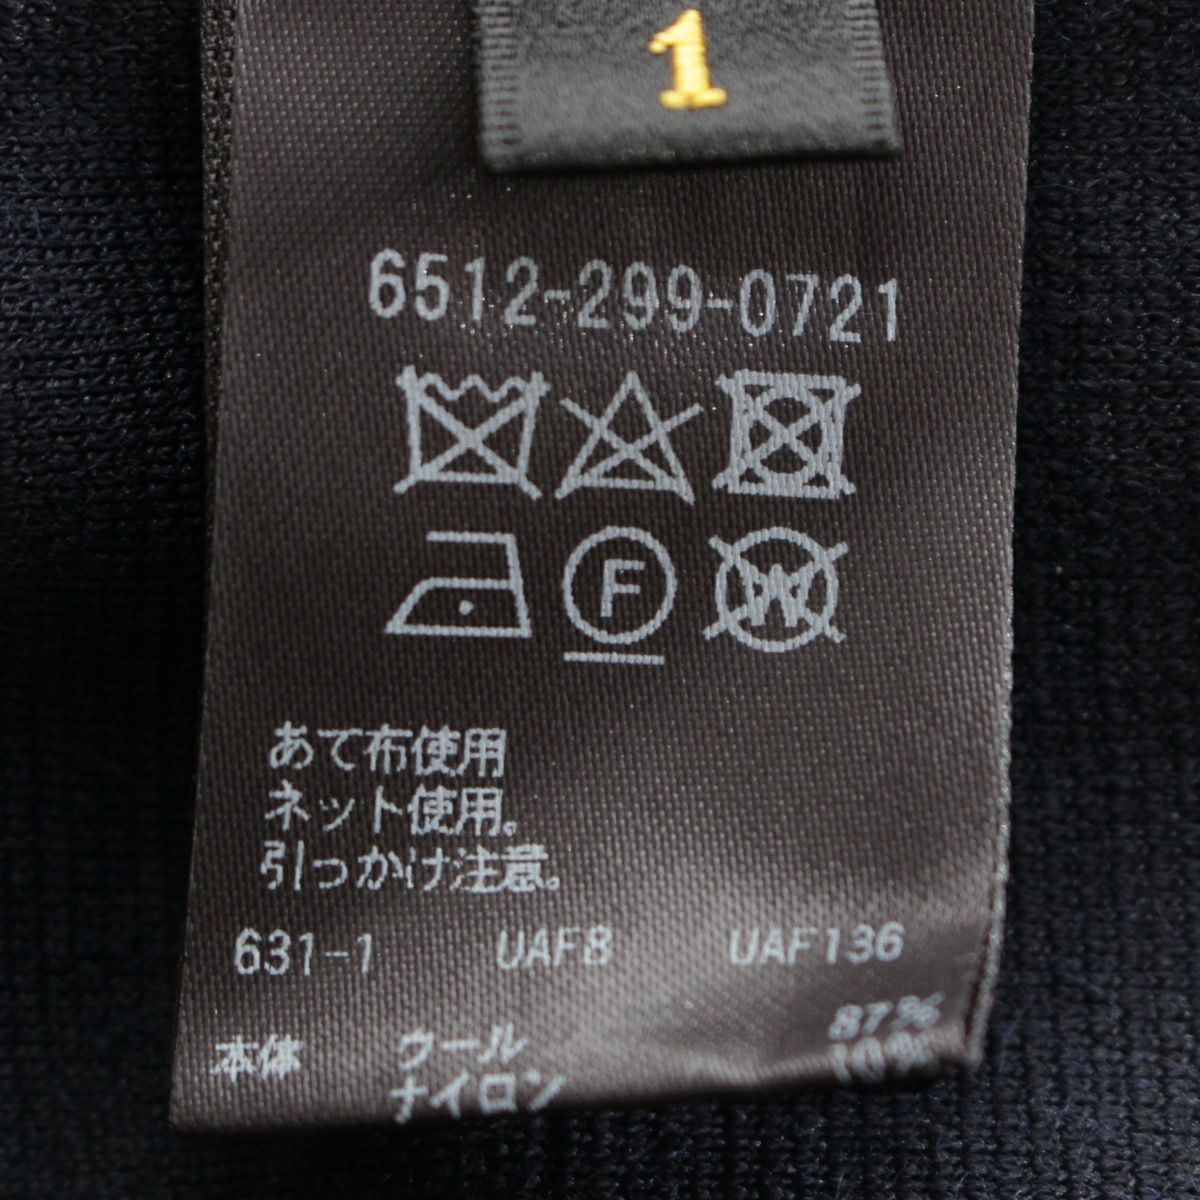 1
6512-299-0721
F
W
あて布使用
ネット使用。
引っかけ注意。
631-1 UAF8 UAF136
本体 ウール 87%
ナイロン 10%